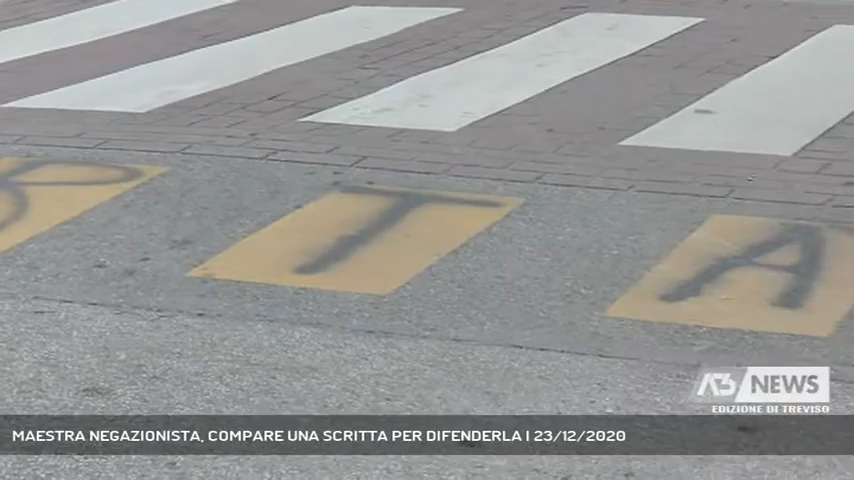 T A
A3 NEWS
EDIZIONE DI TREVISO
MAESTRA NEGAZIONISTA, COMPARE UNA SCRITTA PER DIFENDERLA | 23/12/2020